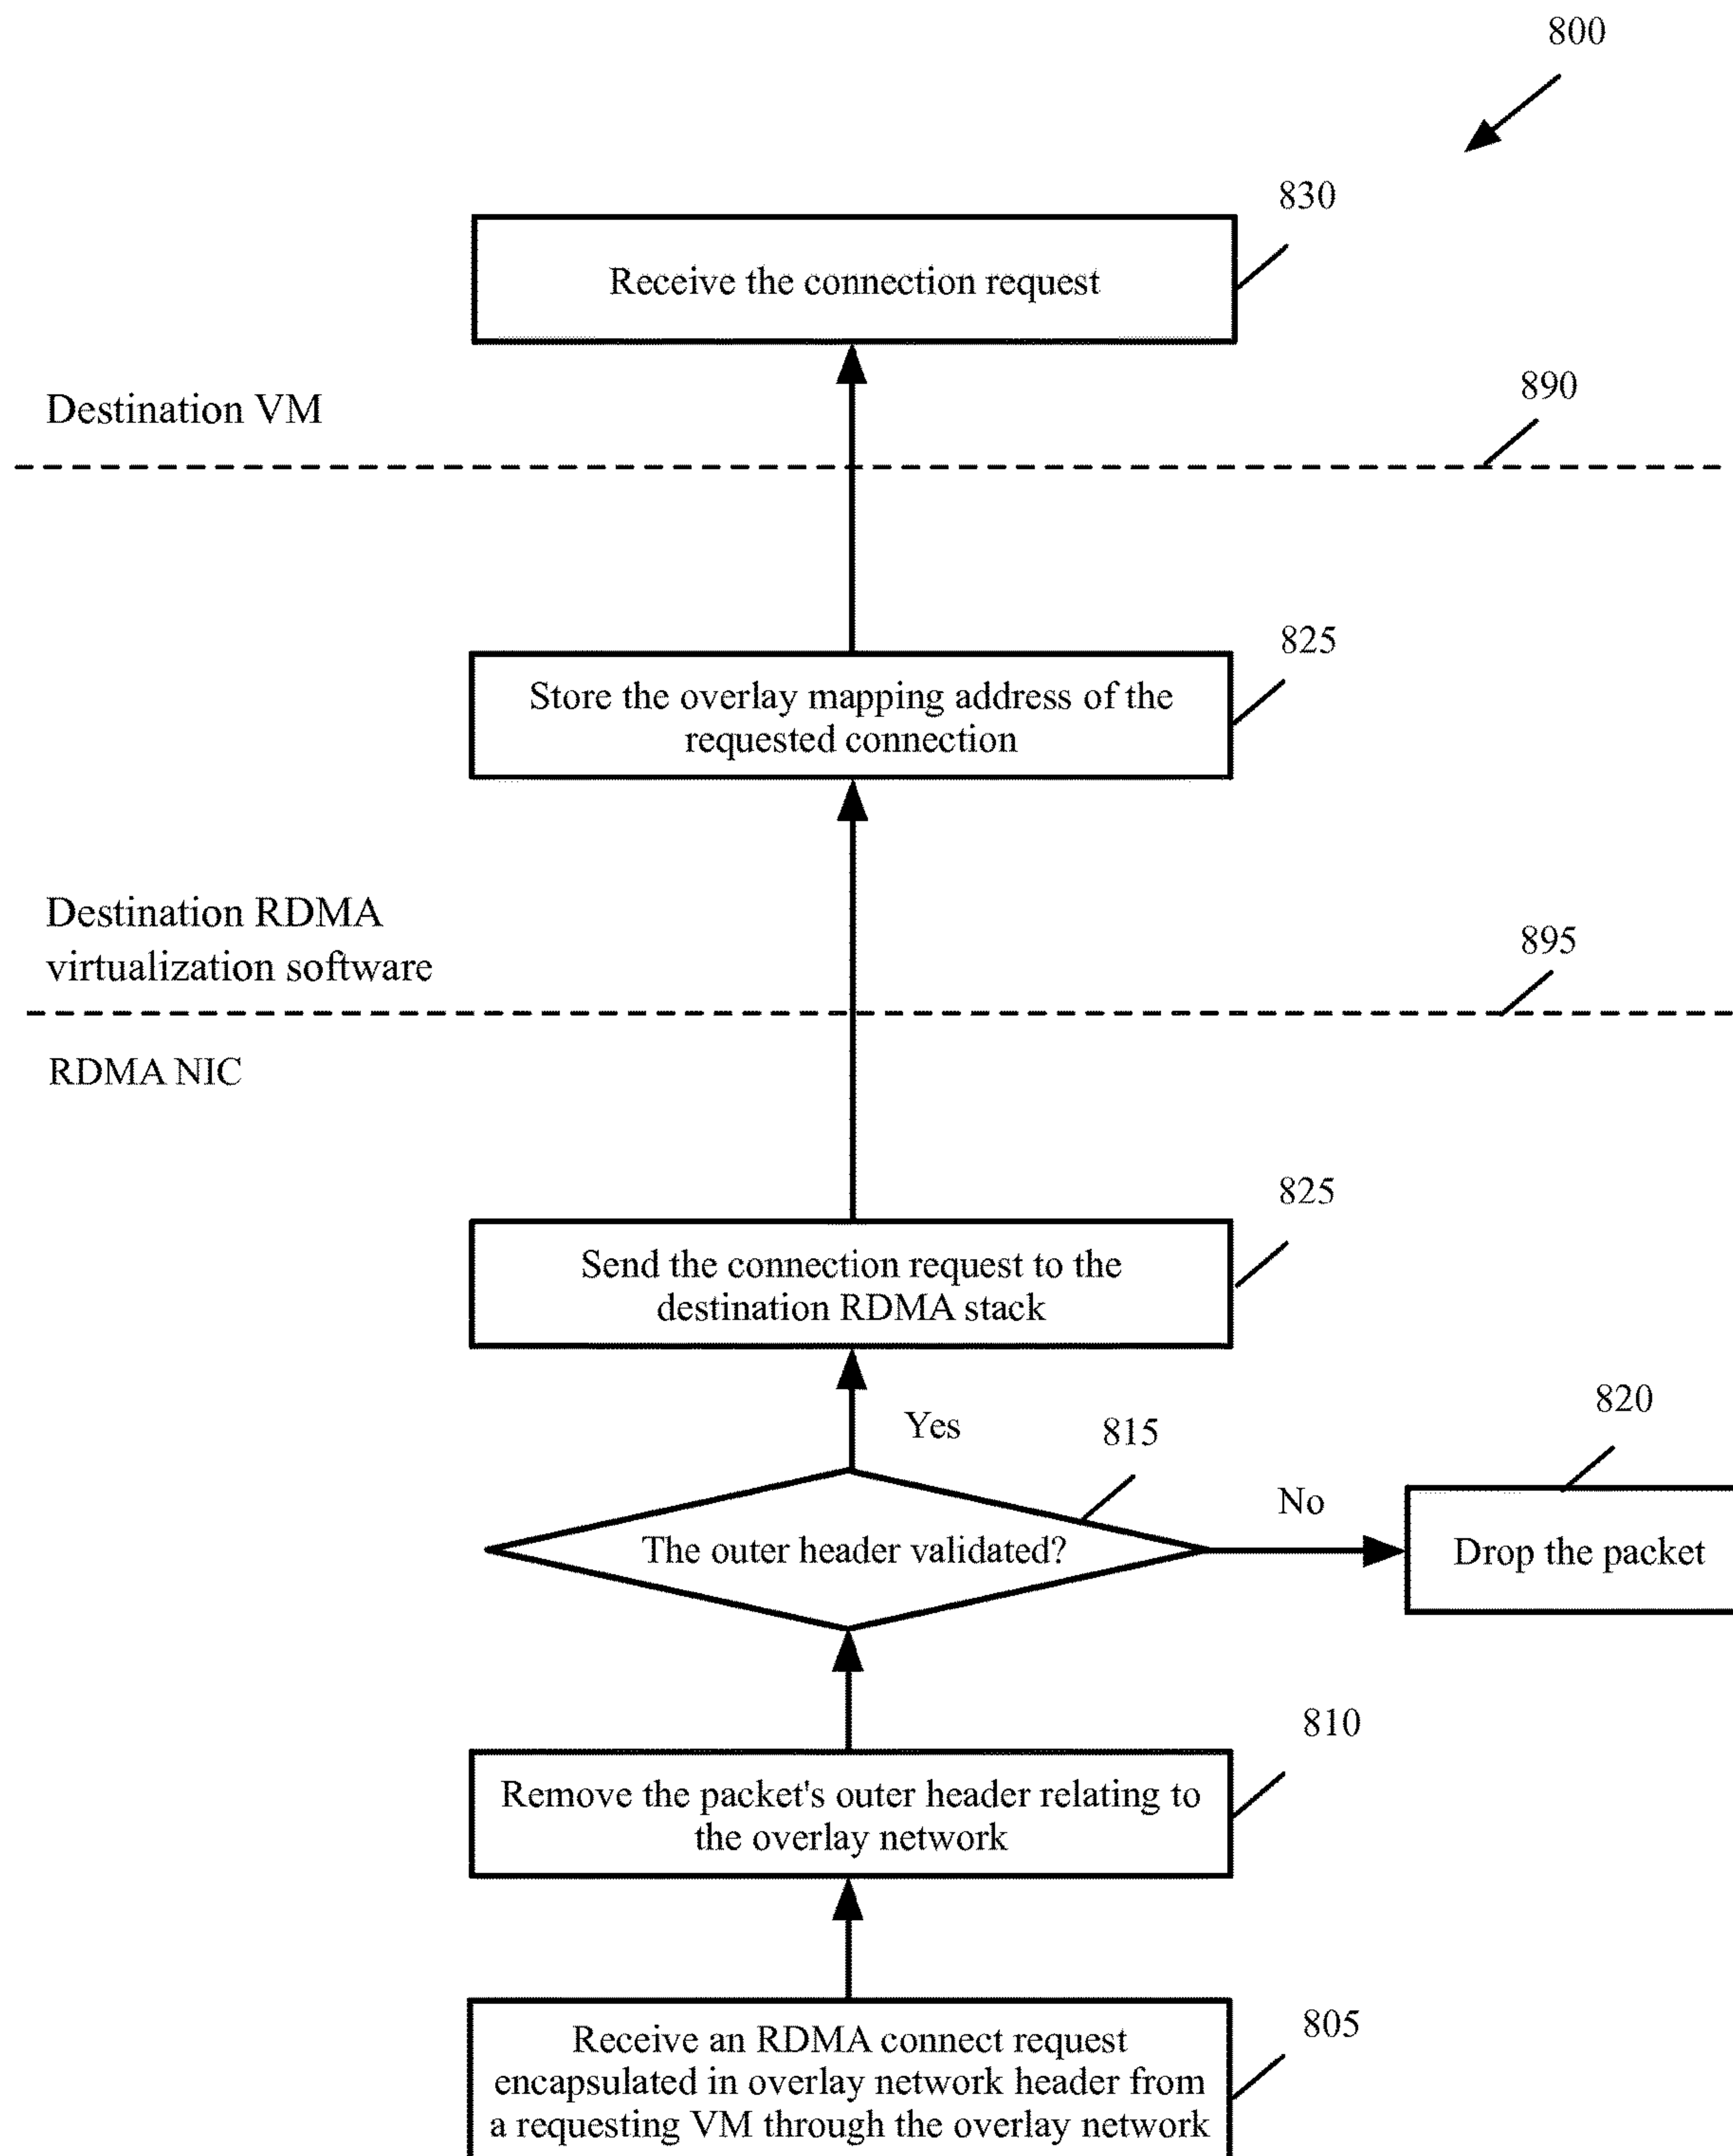 800
830
Receive the connection request
890
Destination VM
825
Store the overlay mapping address of the
requested connection
Destination RDMA
virtualization software
895
RDMA NIC
825
Send the connection request to the
destination RDMA stack
820
Yes
815
No
The outer header validated?
Drop the packet
810
Remove the packet's outer header relating to
the overlay network
805
Receive an RDMA connect request
encapsulated in overlay network header from
a requesting VM through the overlay network